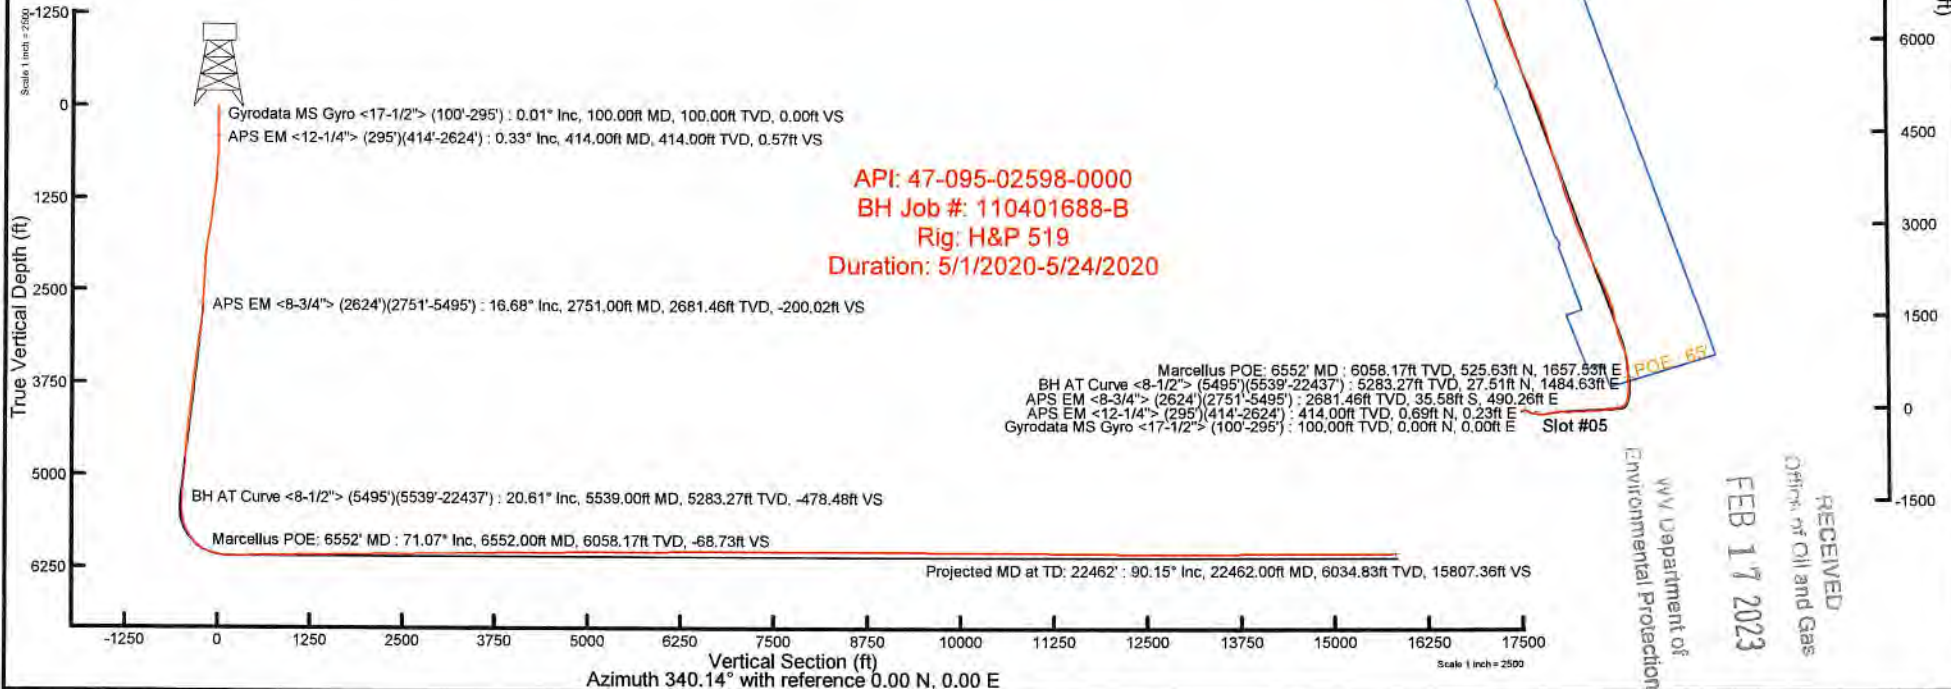 Scale 1 inch = 2500
-1250
0
1250
2500
3750
5000
6250
True Vertical Depth (ft)
Gyrodata MS Gyro <17-1/2"> (100'-295') : 0.01° Inc, 100.00ft MD, 100.00ft TVD, 0.00ft VS
APS EM <12-1/4"> (295')(414'-2624') : 0.33° Inc, 414.00ft MD, 414.00ft TVD, 0.57ft VS
API: 47-095-02598-0000
BH Job #: 110401688-B
Rig: H&P 519
Duration: 5/1/2020-5/24/2020
APS EM <8-3/4"> (2624')(2751'-5495') : 16.68° Inc, 2751.00ft MD, 2681.46ft TVD, -200.02ft VS
BH AT Curve <8-1/2"> (5495')(5539'-22437') : 20.61° Inc, 5539.00ft MD, 5283.27ft TVD, -478.48ft VS
Marcellus POE: 6552' MD : 71.07° Inc, 6552.00ft MD, 6058.17ft TVD, -68.73ft VS
Projected MD at TD: 22462' : 90.15° Inc, 22462.00ft MD, 6034.83ft TVD, 15807.36ft VS
-1250 0 1250 2500 3750 5000 6250 7500 8750 10000 11250 12500 13750 15000 16250 17500
Vertical Section (ft)
Scale 1 inch = 2500
Azimuth 340.14° with reference 0.00 N, 0.00 E
ft)
6000
4500
3000
1500
0
-1500
POE 65'
Marcellus POE: 6552' MD : 6058.17ft TVD, 525.63ft N, 1657.53ft E
BH AT Curve <8-1/2"> (5495')(5539'-22437') : 5283.27ft TVD, 27.51ft N, 1484.63ft E
APS EM <8-3/4"> (2624')(2751'-5495') : 2681.46ft TVD, 35.58ft S, 490.26ft E
APS EM <12-1/4"> (295')(414'-2624') : 414.00ft TVD, 0.69ft N, 0.23ft E
Gyrodata MS Gyro <17-1/2"> (100'-295') : 100.00ft TVD, 0.00ft N, 0.00ft E
Slot #05
RECEIVED
Office of Oil and Gas
FEB 17 2023
WV Department of
Environmental Protection